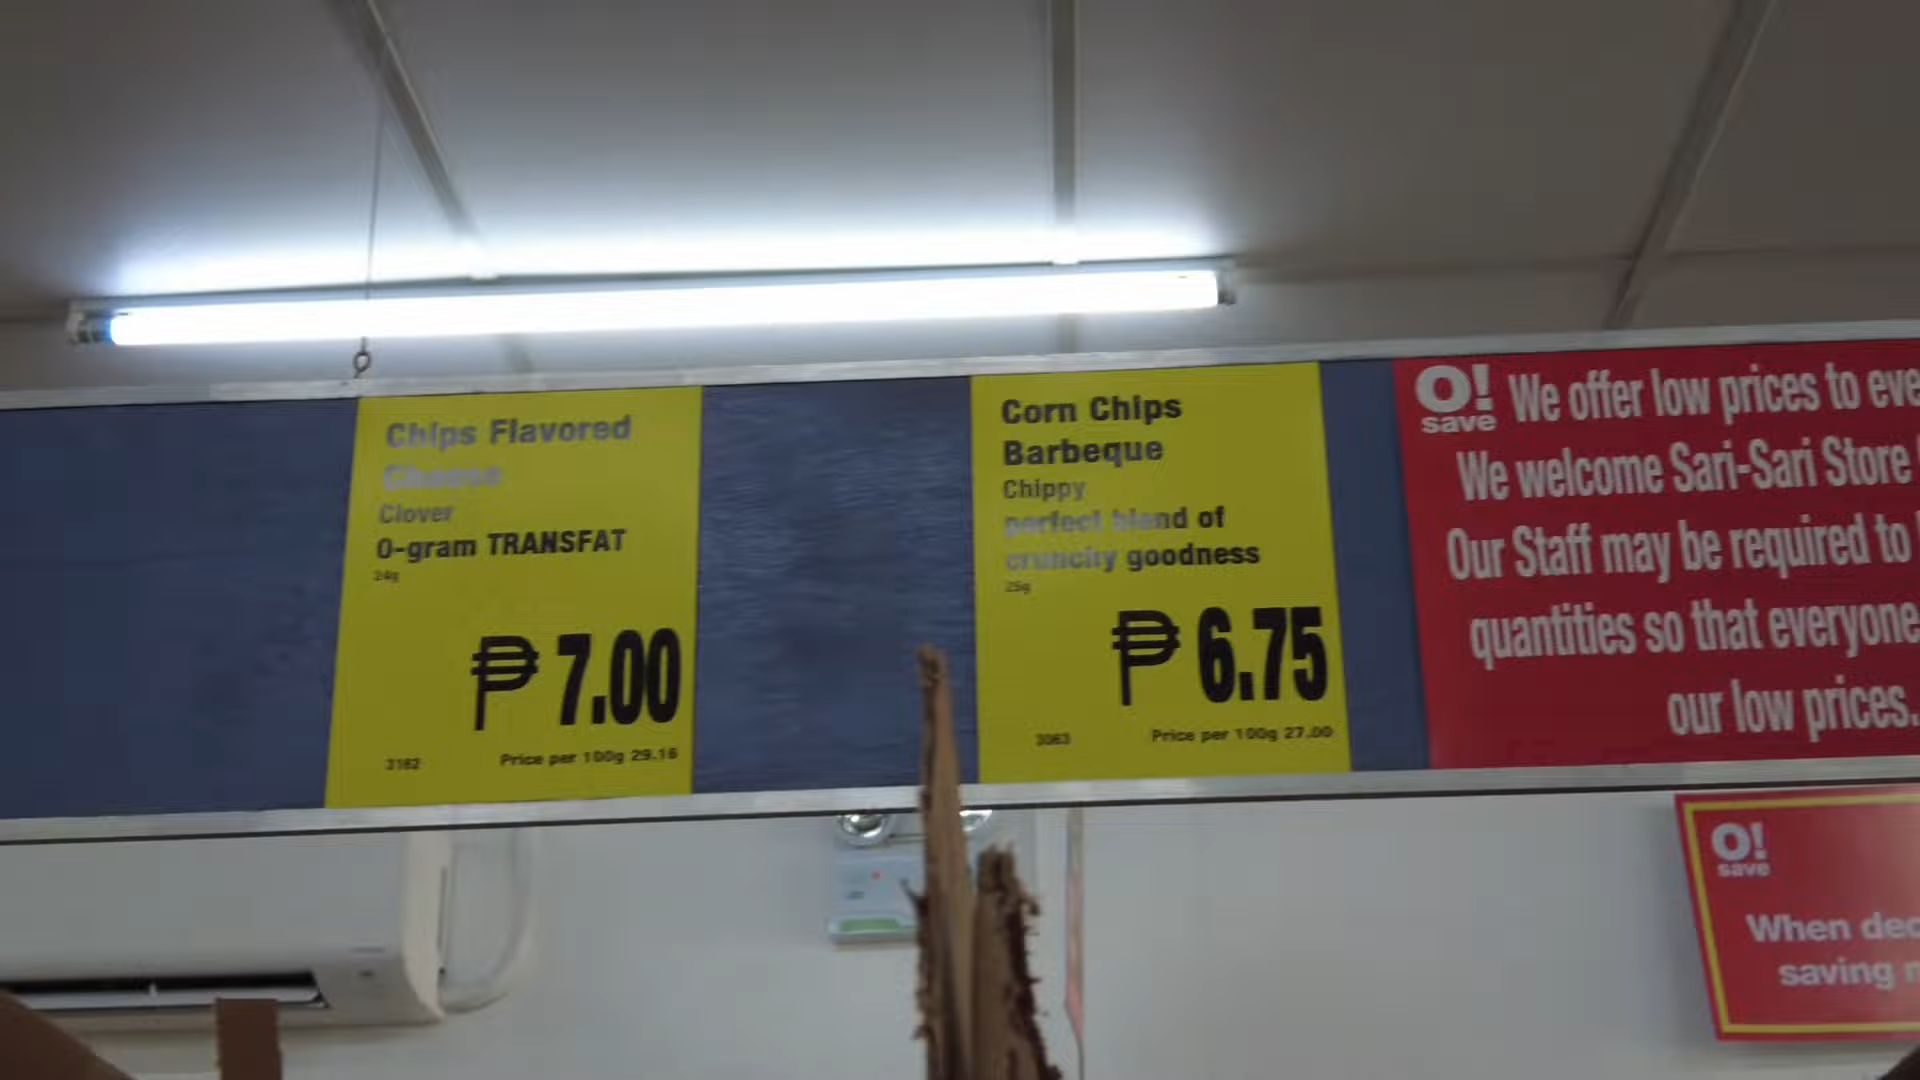 Chips Flavored
Cheese
Clover
0-gram TRANSFAT
24g
₱ 7.00
3162
Price per 100g 29.16
Corn Chips
Barbeque
Chippy
perfect blend of
crunchy goodness
25g
₱ 6.75
3063
Price per 100g 27.00
O! save
We offer low prices to eve
We welcome Sari-Sari Store
Our Staff may be required to
quantities so that everyone
our low prices.
O!
save
When dec
saving